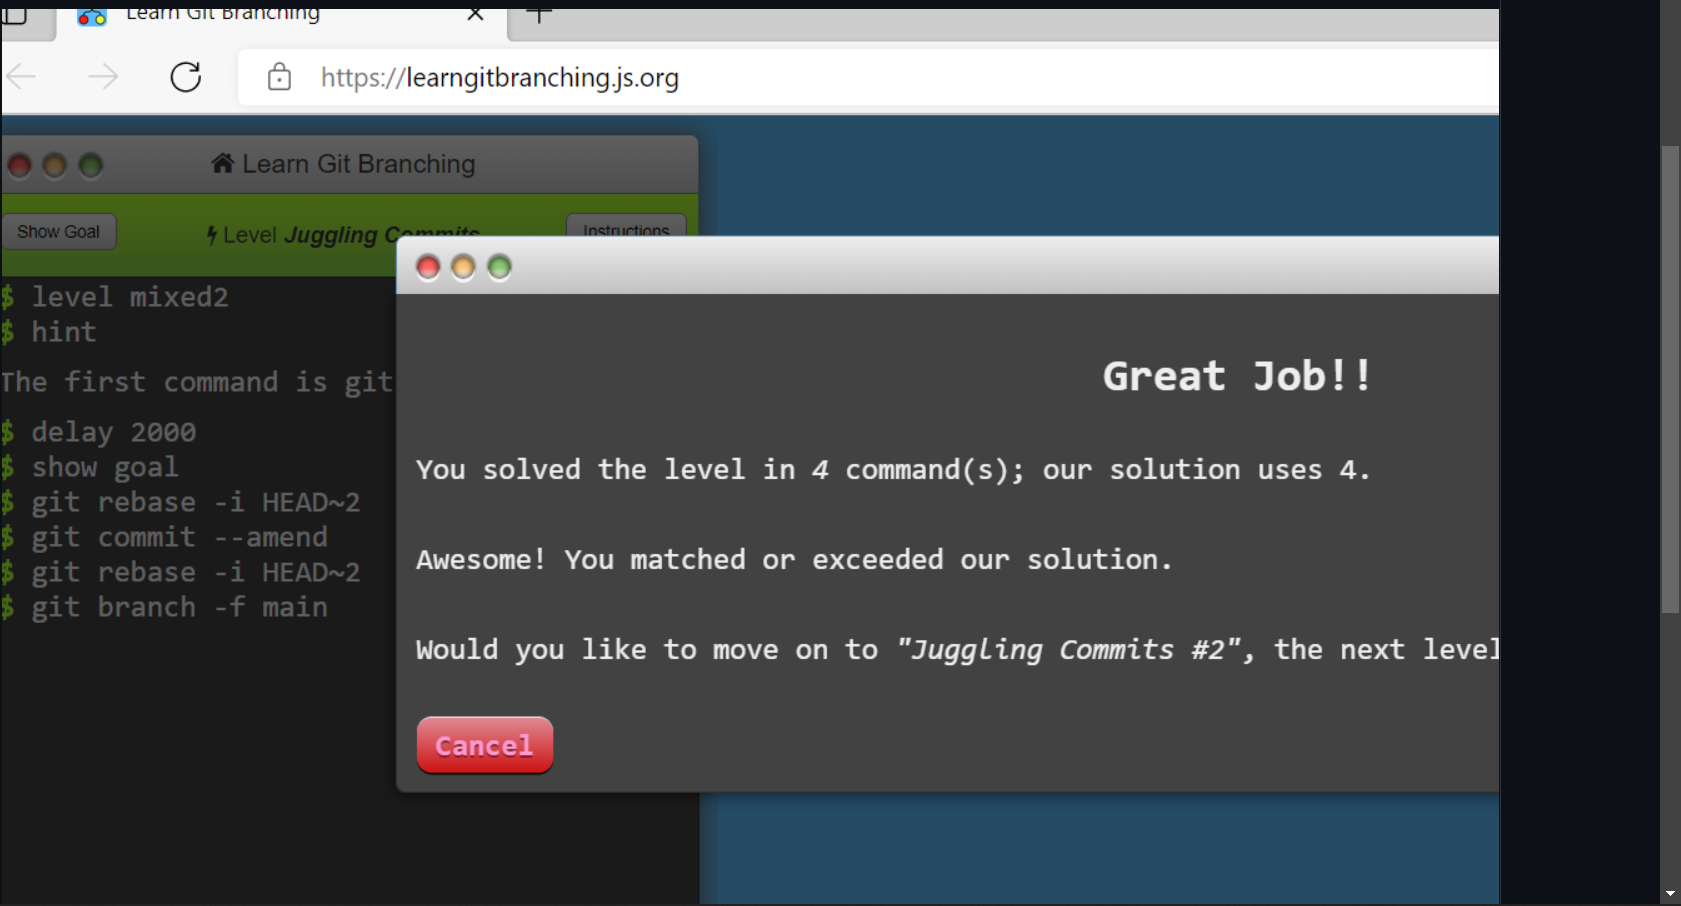 Learn Git Branching
https://learngitbranching.js.org
Learn Git Branching
Show Goal
Level Juggling Commits
Instructions
$ level mixed2
$ hint
The first command is git
$ delay 2000
$ show goal
$ git rebase -i HEAD~2
$ git commit --amend
$ git rebase -i HEAD~2
$ git branch -f main
Great Job!!
You solved the level in 4 command(s); our solution uses 4.
Awesome! You matched or exceeded our solution.
Would you like to move on to "Juggling Commits #2", the next level
Cancel